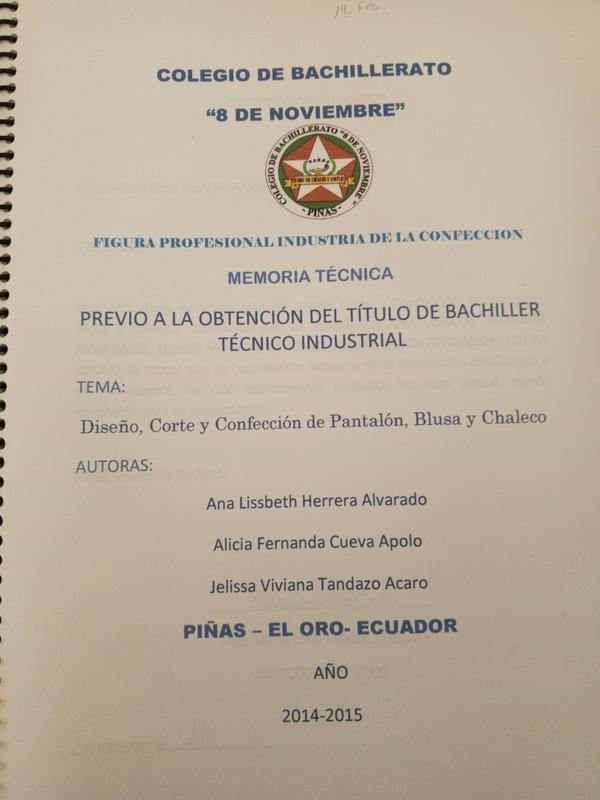 19. Feb.
COLEGIO DE BACHILLERATO
“8 DE NOVIEMBRE”
COLEGIO DE BACHILLERATO "8 DE NOVIEMBRE"
- PIÑAS -
FIGURA PROFESIONAL INDUSTRIA DE LA CONFECCION
MEMORIA TÉCNICA
PREVIO A LA OBTENCIÓN DEL TÍTULO DE BACHILLER
TÉCNICO INDUSTRIAL
TEMA:
Diseño, Corte y Confección de Pantalón, Blusa y Chaleco
AUTORAS:
Ana Lissbeth Herrera Alvarado
Alicia Fernanda Cueva Apolo
Jelissa Viviana Tandazo Acaro
PIÑAS – EL ORO- ECUADOR
AÑO
2014-2015